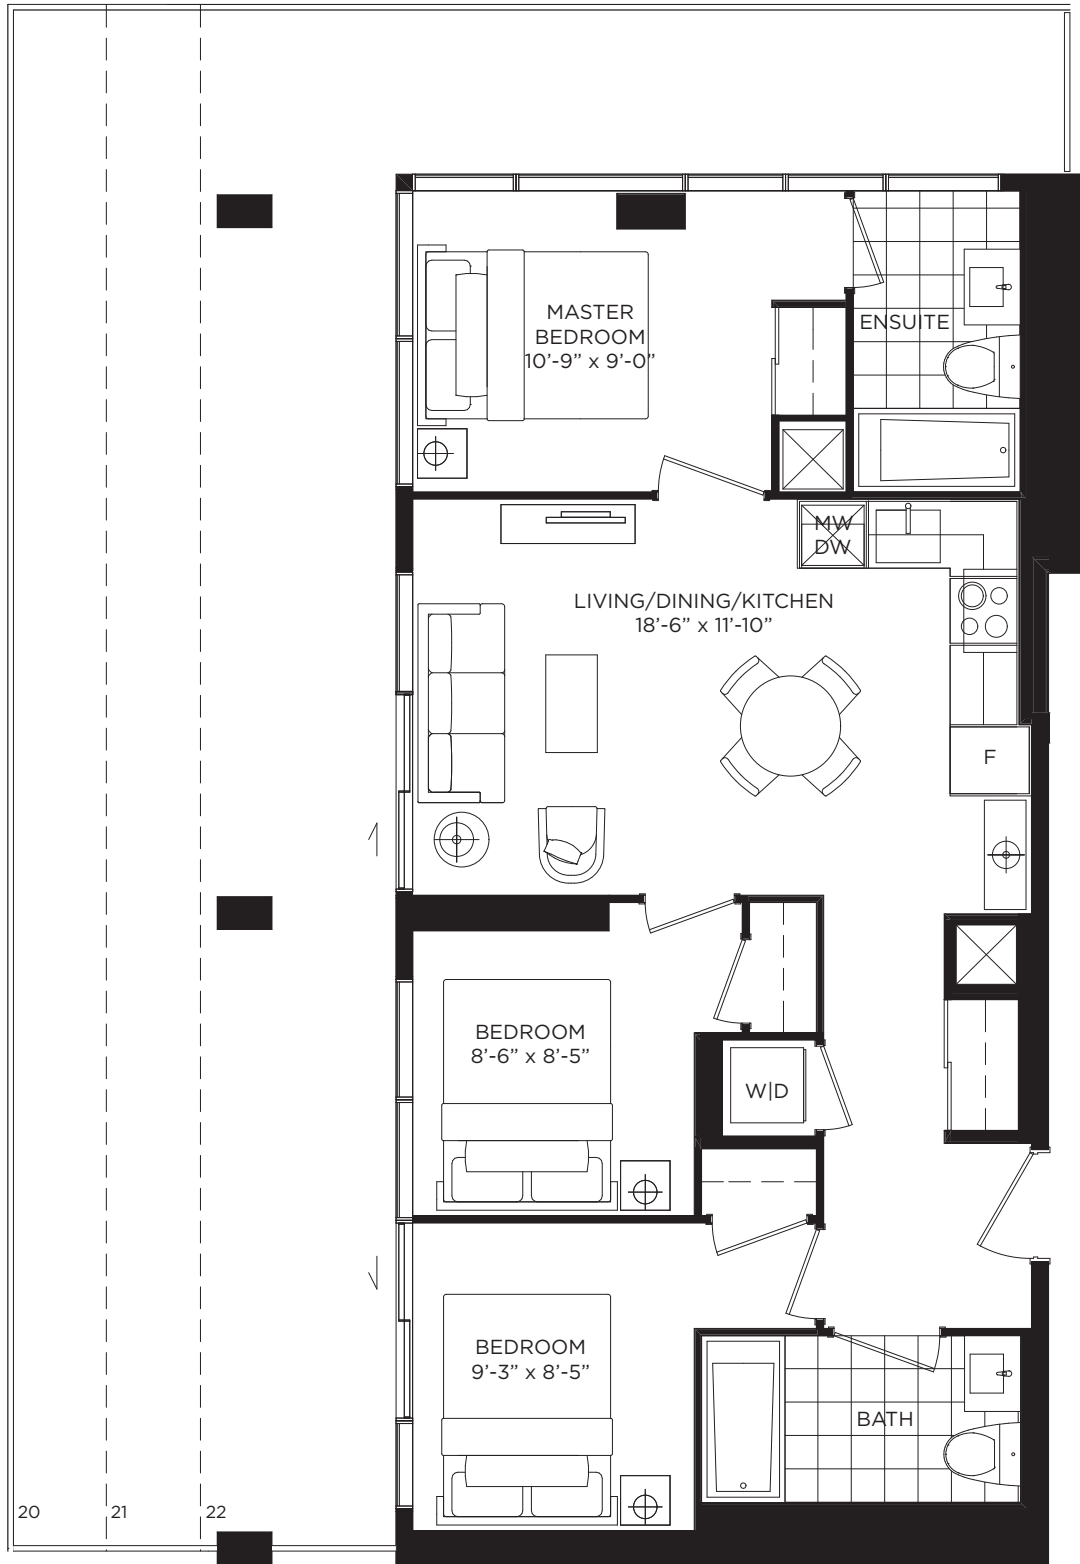 MASTER
BEDROOM
10’-9” x 9’-0”
ENSUITE
MW
DW
LIVING/DINING/KITCHEN
18’-6” x 11’-10”
F
BEDROOM
8’-6” x 8’-5”
W|D
BEDROOM
9’-3” x 8’-5”
BATH
20
21
22